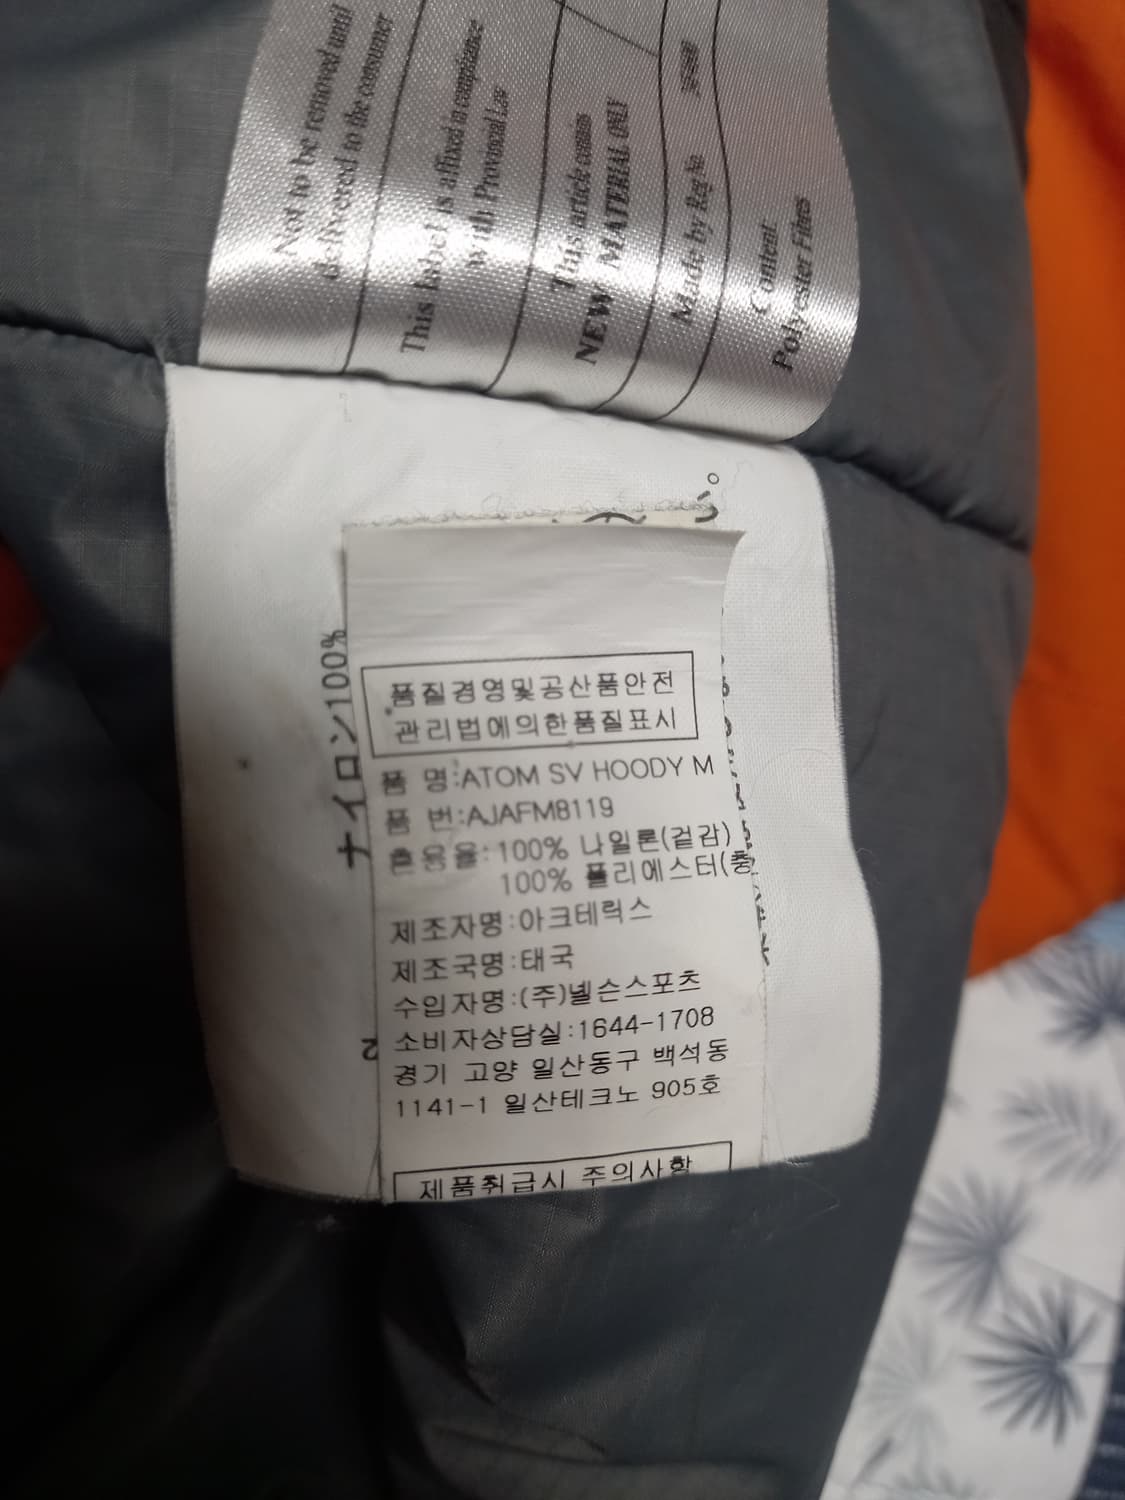 Not to be removed until
delivered to the consumer
This label is affixed in compliance
with Provincial Law
This article contains
NEW MATERIAL ONLY
Made by Reg No
Content
Polyester Fibres
ナイロン100%
い。
품질경영및공산품안전
관리법에의한품질표시
품 명:ATOM SV HOODY M
품 번:AJAFM8119
혼용율:100% 나일론(겉감)
100% 폴리에스터(충
제조자명:아크테릭스
제조국명:태국
수입자명:(주)넬슨스포츠
소비자상담실:1644-1708
경기 고양 일산동구 백석동
1141-1 일산테크노 905호
제품취급시 주의사항
2